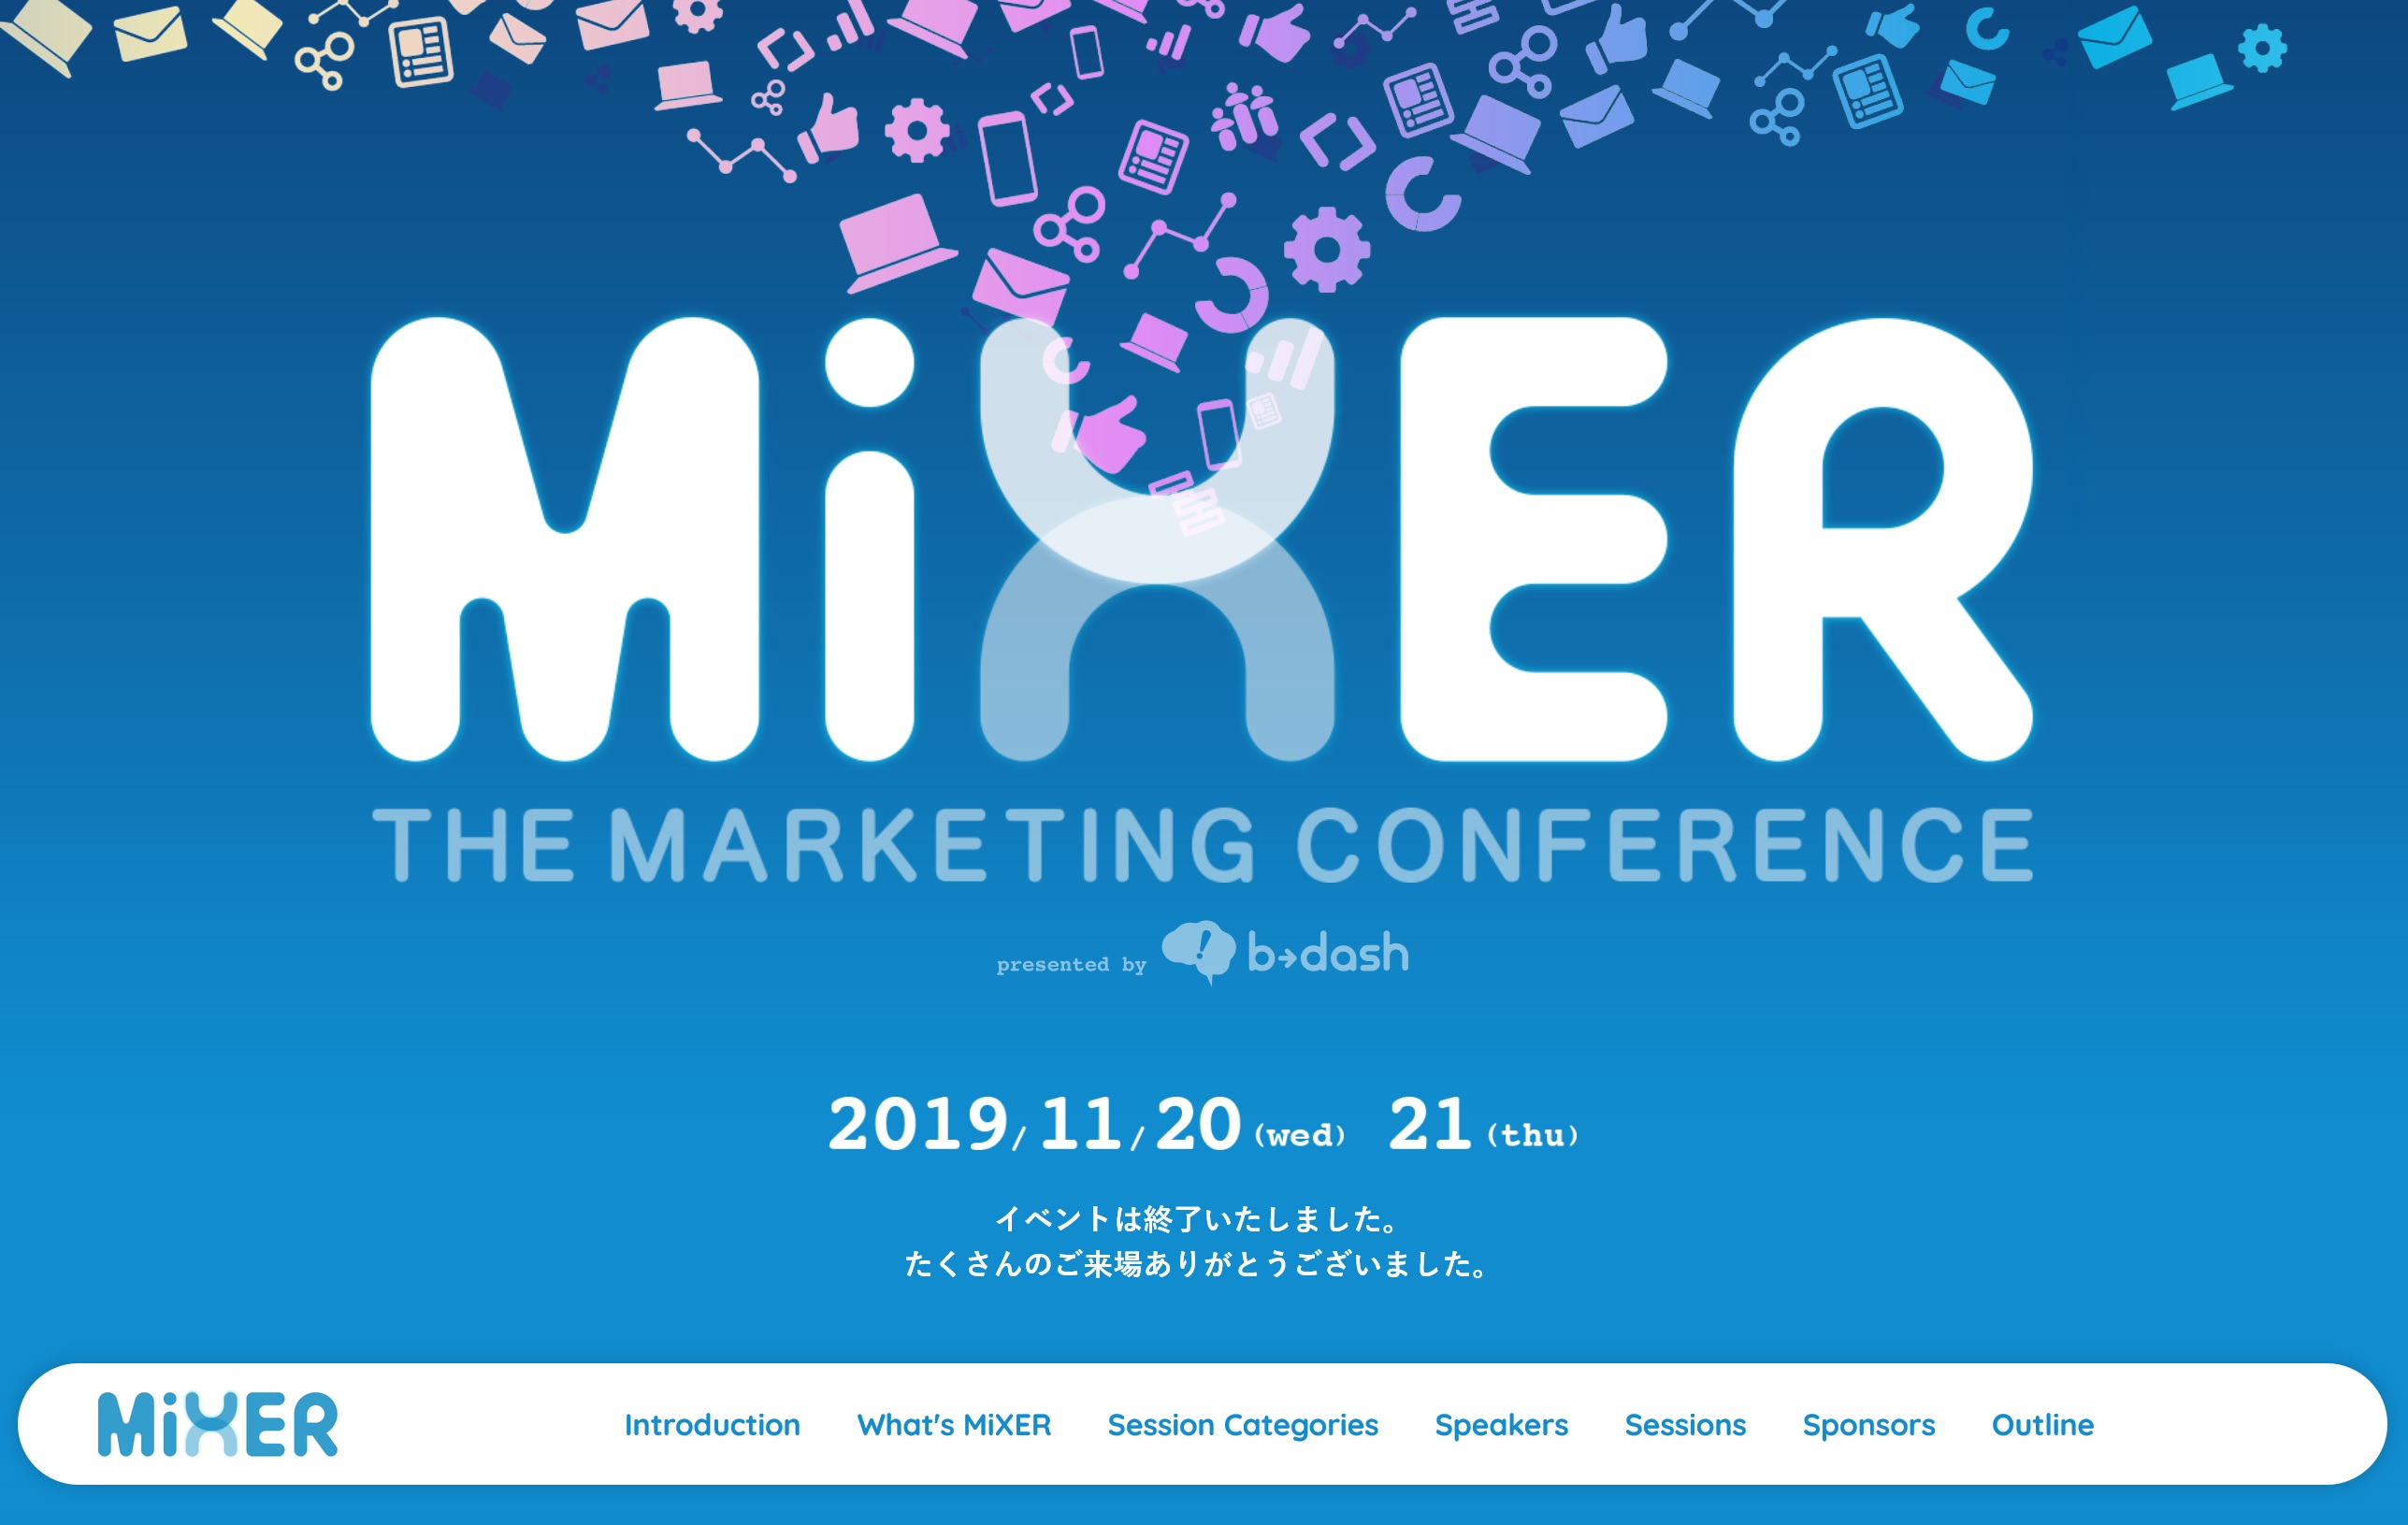 MiXER
THE MARKETING CONFERENCE
presented by b→dash
2019/11/20 (wed) 21 (thu)
イベントは終了いたしました。
たくさんのご来場ありがとうございました。
MiXER Introduction What's MiXER Session Categories Speakers Sessions Sponsors Outline